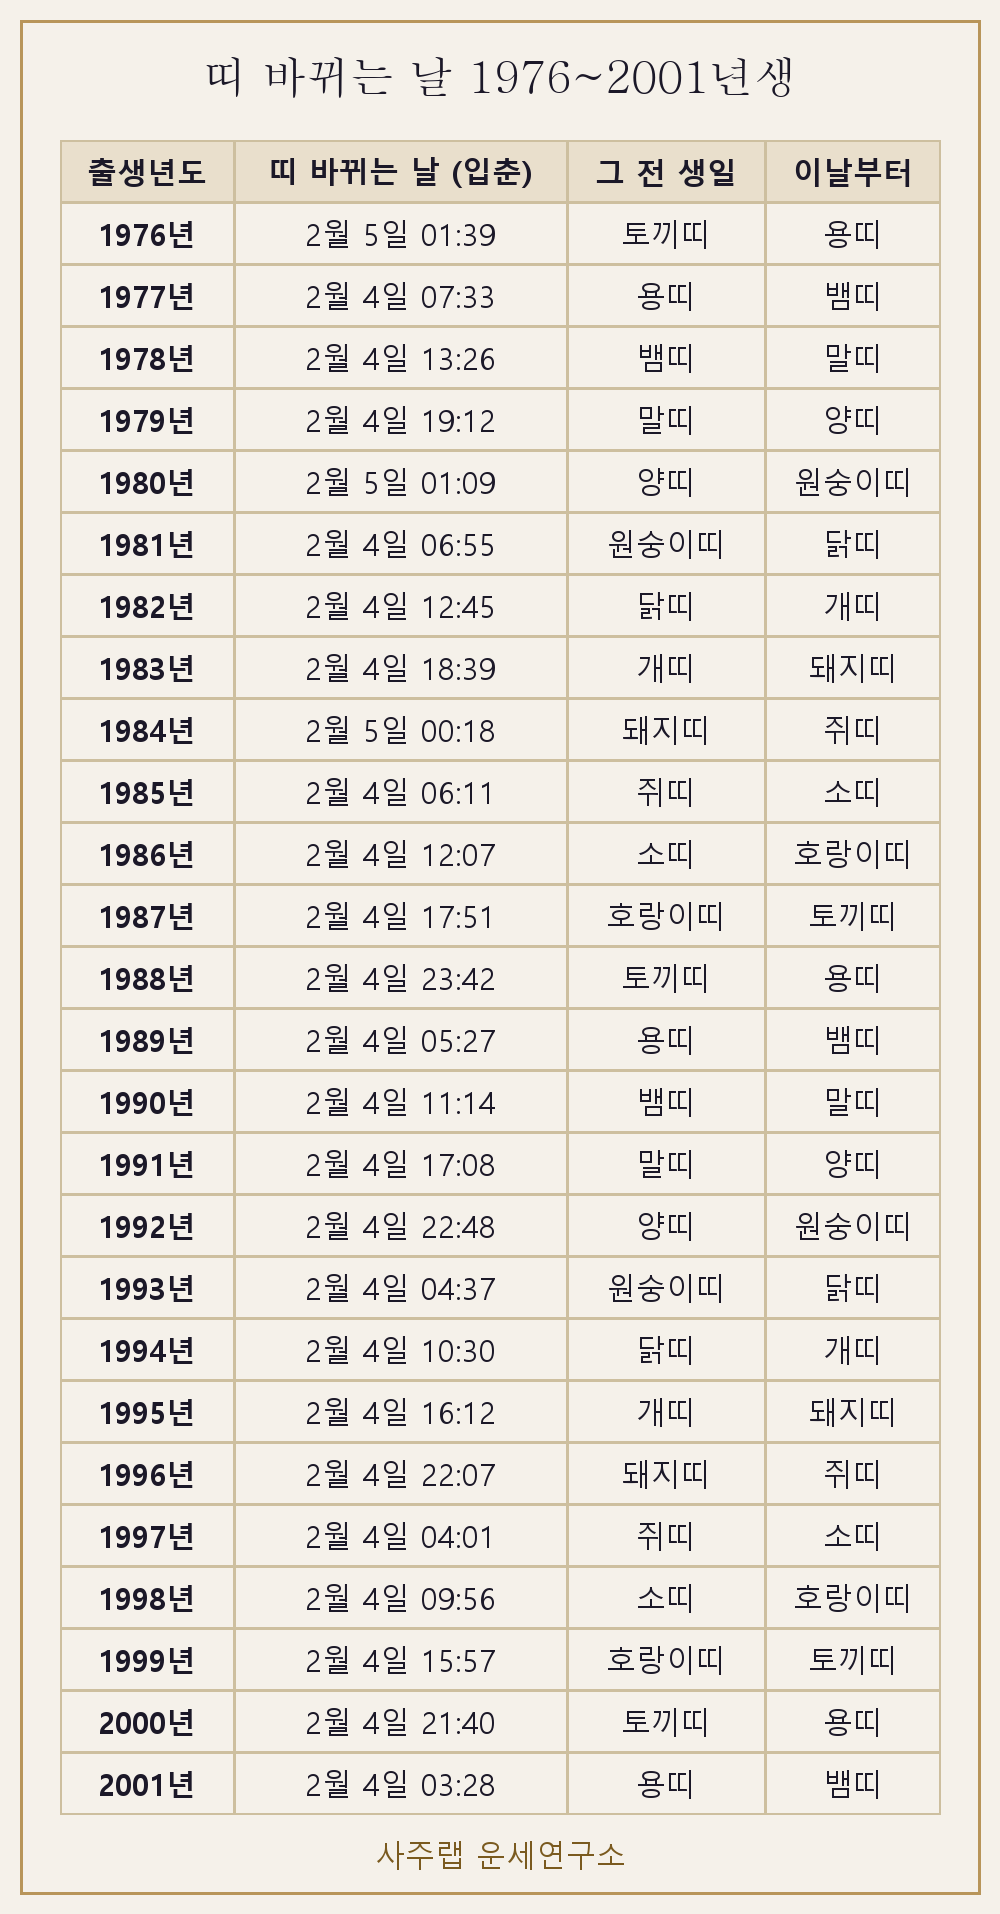 띠 바뀌는 날 1976~2001년생
출생년도 띠 바뀌는 날 (입춘) 그 전 생일 이날부터
1976년 2월 5일 01:39 토끼띠 용띠
1977년 2월 4일 07:33 용띠 뱀띠
1978년 2월 4일 13:26 뱀띠 말띠
1979년 2월 4일 19:12 말띠 양띠
1980년 2월 5일 01:09 양띠 원숭이띠
1981년 2월 4일 06:55 원숭이띠 닭띠
1982년 2월 4일 12:45 닭띠 개띠
1983년 2월 4일 18:39 개띠 돼지띠
1984년 2월 5일 00:18 돼지띠 쥐띠
1985년 2월 4일 06:11 쥐띠 소띠
1986년 2월 4일 12:07 소띠 호랑이띠
1987년 2월 4일 17:51 호랑이띠 토끼띠
1988년 2월 4일 23:42 토끼띠 용띠
1989년 2월 4일 05:27 용띠 뱀띠
1990년 2월 4일 11:14 뱀띠 말띠
1991년 2월 4일 17:08 말띠 양띠
1992년 2월 4일 22:48 양띠 원숭이띠
1993년 2월 4일 04:37 원숭이띠 닭띠
1994년 2월 4일 10:30 닭띠 개띠
1995년 2월 4일 16:12 개띠 돼지띠
1996년 2월 4일 22:07 돼지띠 쥐띠
1997년 2월 4일 04:01 쥐띠 소띠
1998년 2월 4일 09:56 소띠 호랑이띠
1999년 2월 4일 15:57 호랑이띠 토끼띠
2000년 2월 4일 21:40 토끼띠 용띠
2001년 2월 4일 03:28 용띠 뱀띠
사주랩 운세연구소